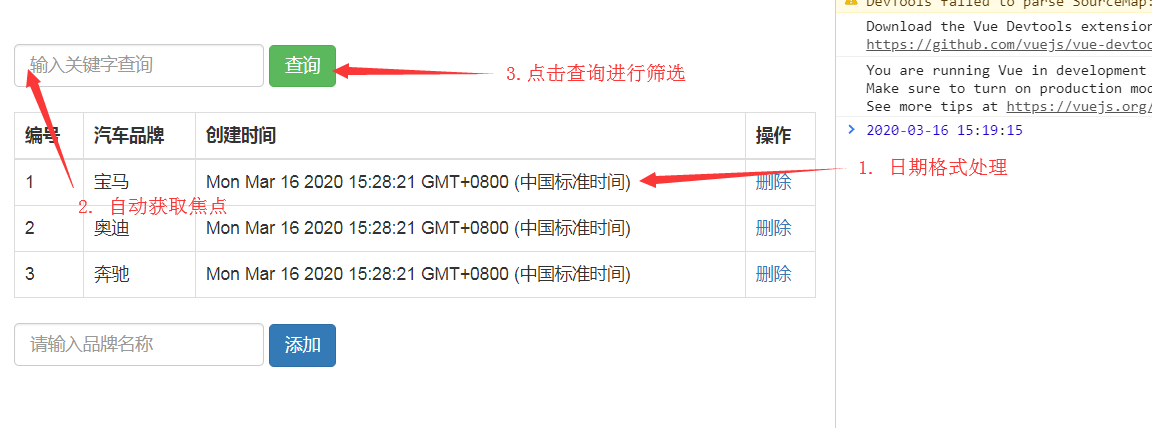 DevTools failed to parse SourceMap:
Download the Vue Devtools extension
https://github.com/vuejs/vue-devtoo
You are running Vue in development
Make sure to turn on production mod
See more tips at https://vuejs.org/
2020-03-16 15:19:15
输入关键字查询 查询 3.点击查询进行筛选
编号 汽车品牌 创建时间 操作
1 宝马 Mon Mar 16 2020 15:28:21 GMT+0800 (中国标准时间) 删除
1. 日期格式处理
2. 自动获取焦点
2 奥迪 Mon Mar 16 2020 15:28:21 GMT+0800 (中国标准时间) 删除
3 奔驰 Mon Mar 16 2020 15:28:21 GMT+0800 (中国标准时间) 删除
请输入品牌名称 添加